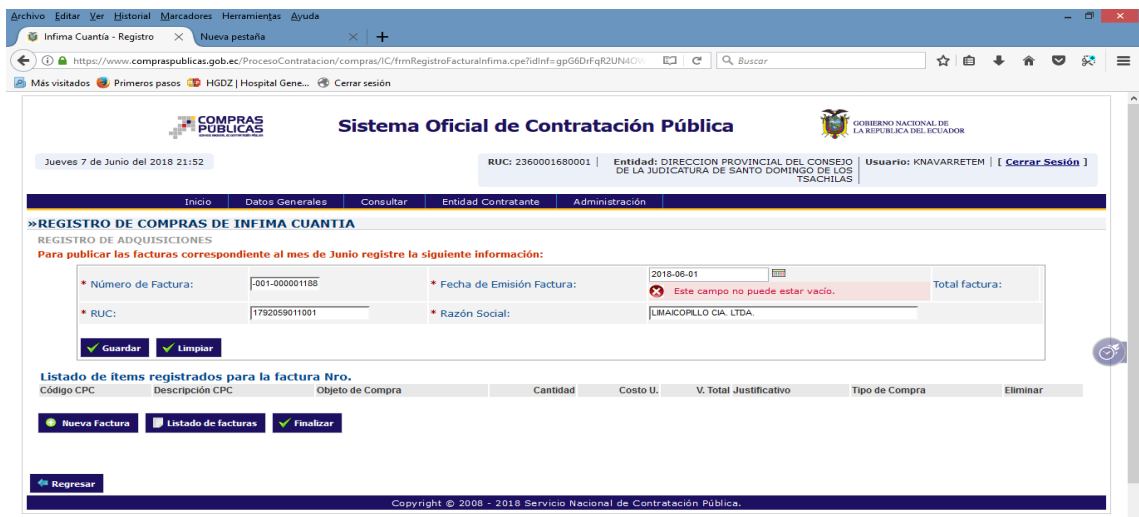 Archivo Editar Ver Historial Marcadores Herramientas Ayuda
Infima Cuantía - Registro
Nueva pestaña
https://www.compraspublicas.gob.ec/ProcesoContratacion/compras/IC/frmRegistroFacturaInfima.cpe?idInf=gpG6DrFqR2UN4OW
Buscar
Más visitados Primeros pasos HGDZ | Hospital Gene... Cerrar sesión
COMPRAS PÚBLICAS
Sistema Oficial de Contratación Pública
GOBIERNO NACIONAL DE
LA REPUBLICA DEL ECUADOR
Jueves 7 de Junio del 2018 21:52
RUC: 2360001680001 | Entidad: DIRECCION PROVINCIAL DEL CONSEJO DE LA JUDICATURA DE SANTO DOMINGO DE LOS TSACHILAS | Usuario: KNAVARRETEM | [ Cerrar Sesión ]
Inicio Datos Generales Consultar Entidad Contratante Administración
»REGISTRO DE COMPRAS DE INFIMA CUANTIA
REGISTRO DE ADQUISICIONES
Para publicar las facturas correspondiente al mes de Junio registre la siguiente información:
* Número de Factura: -001-000001188 * Fecha de Emisión Factura: 2018-06-01 Total factura:
Este campo no puede estar vacío.
* RUC: 1792059011001 * Razón Social: LIMAICOPILLO CIA. LTDA.
Guardar Limpiar
Listado de ítems registrados para la factura Nro.
Código CPC Descripción CPC Objeto de Compra Cantidad Costo U. V. Total Justificativo Tipo de Compra Eliminar
Nueva Factura Listado de facturas Finalizar
Regresar
Copyright © 2008 - 2018 Servicio Nacional de Contratación Pública.